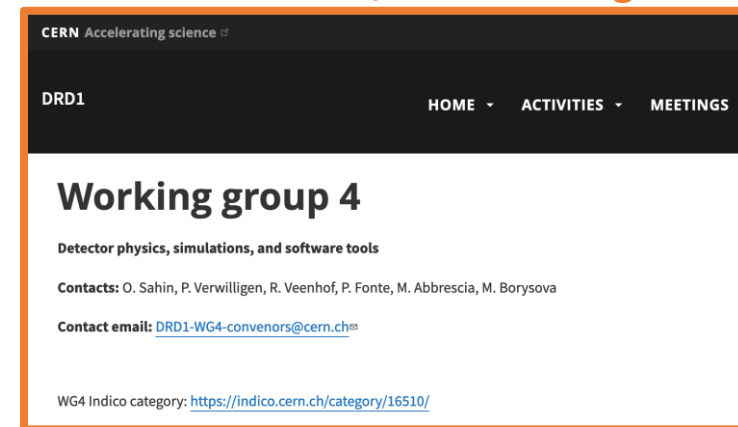 CERN Accelerating science
DRD1
HOME ACTIVITIES MEETINGS
Working group 4
Detector physics, simulations, and software tools
Contacts: O. Sahin, P. Verwilligen, R. Veenhof, P. Fonte, M. Abbrescia, M. Borysova
Contact email: DRD1-WG4-convenors@cern.ch
WG4 Indico category: https://indico.cern.ch/category/16510/